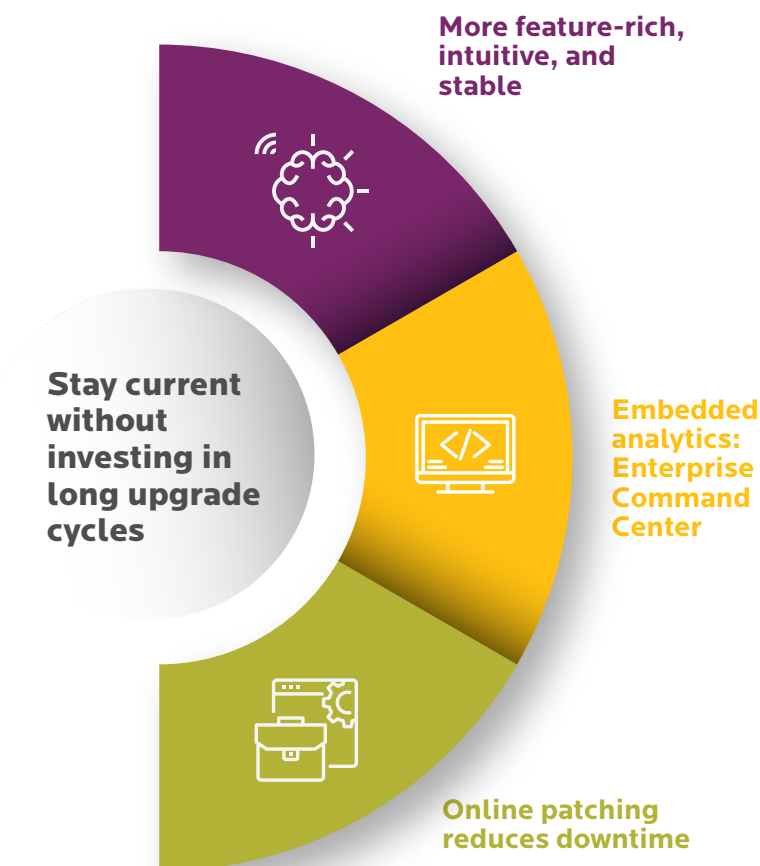 More feature-rich,
intuitive, and
stable
Stay current
without
investing in
long upgrade
cycles
Embedded
analytics:
Enterprise
Command
Center
Online patching
reduces downtime